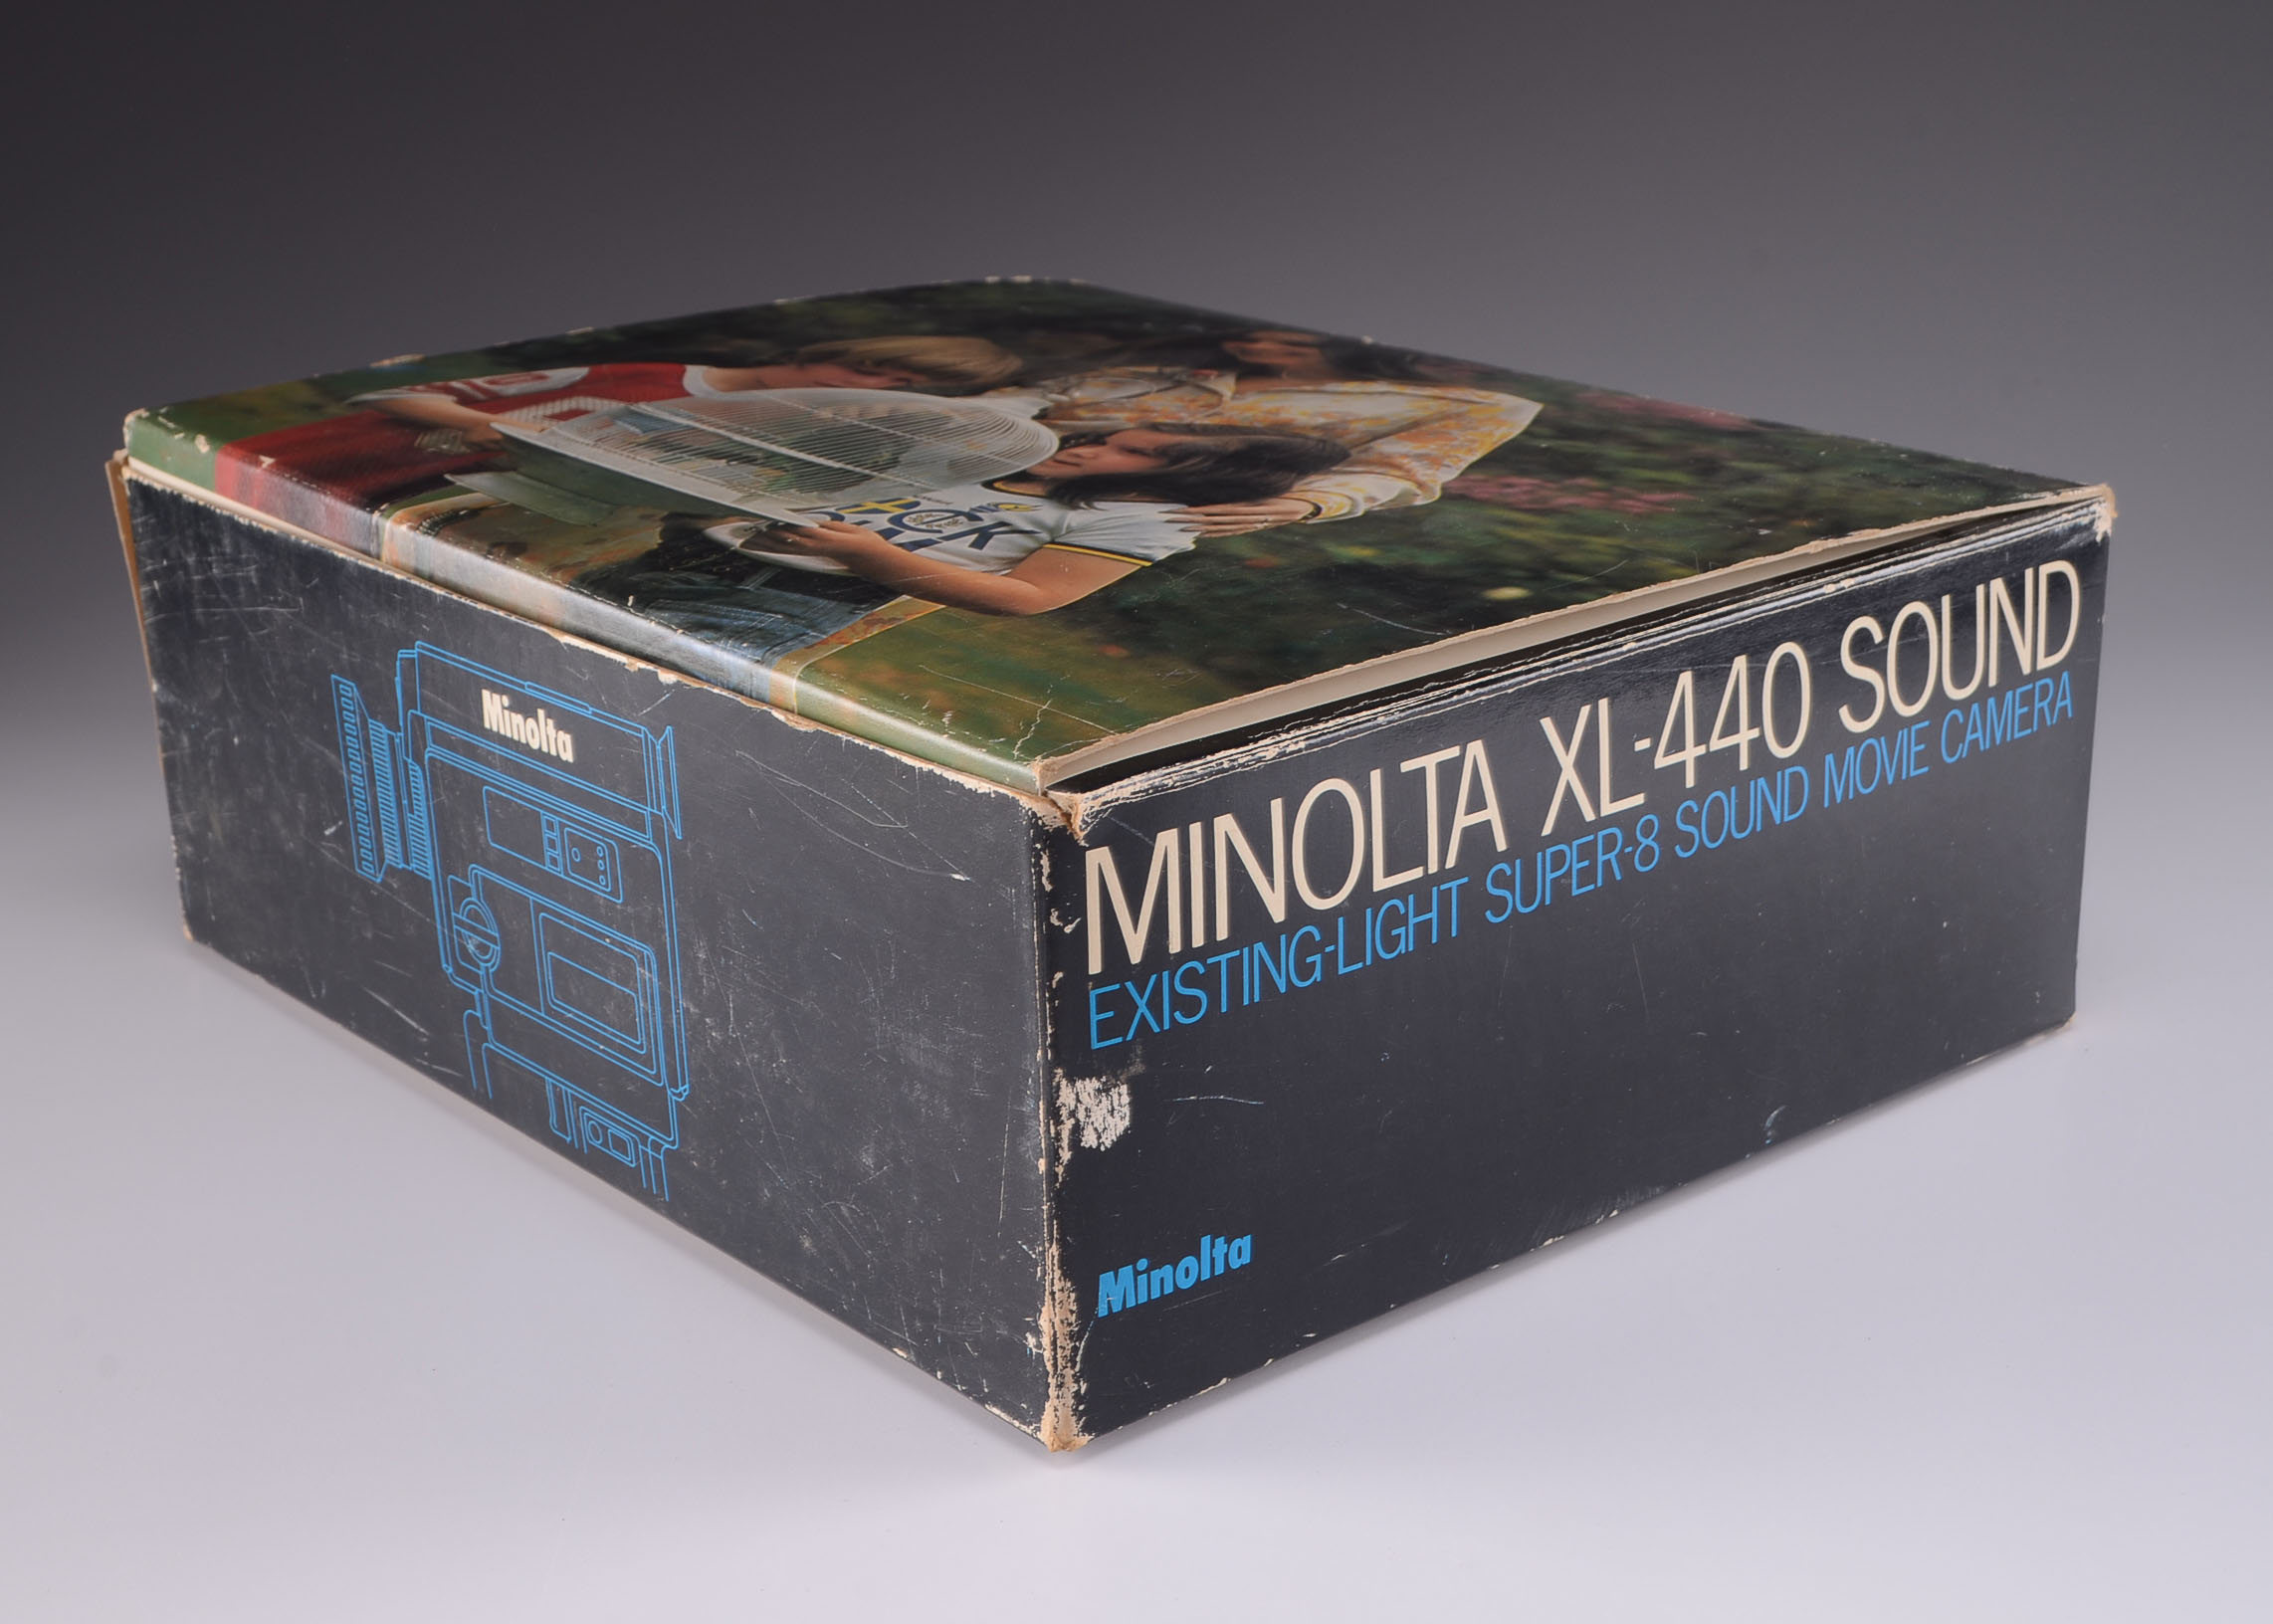 Minolta
MINOLTA XL-440 SOUND
EXISTING-LIGHT SUPER-8 SOUND MOVIE CAMERA
Minolta